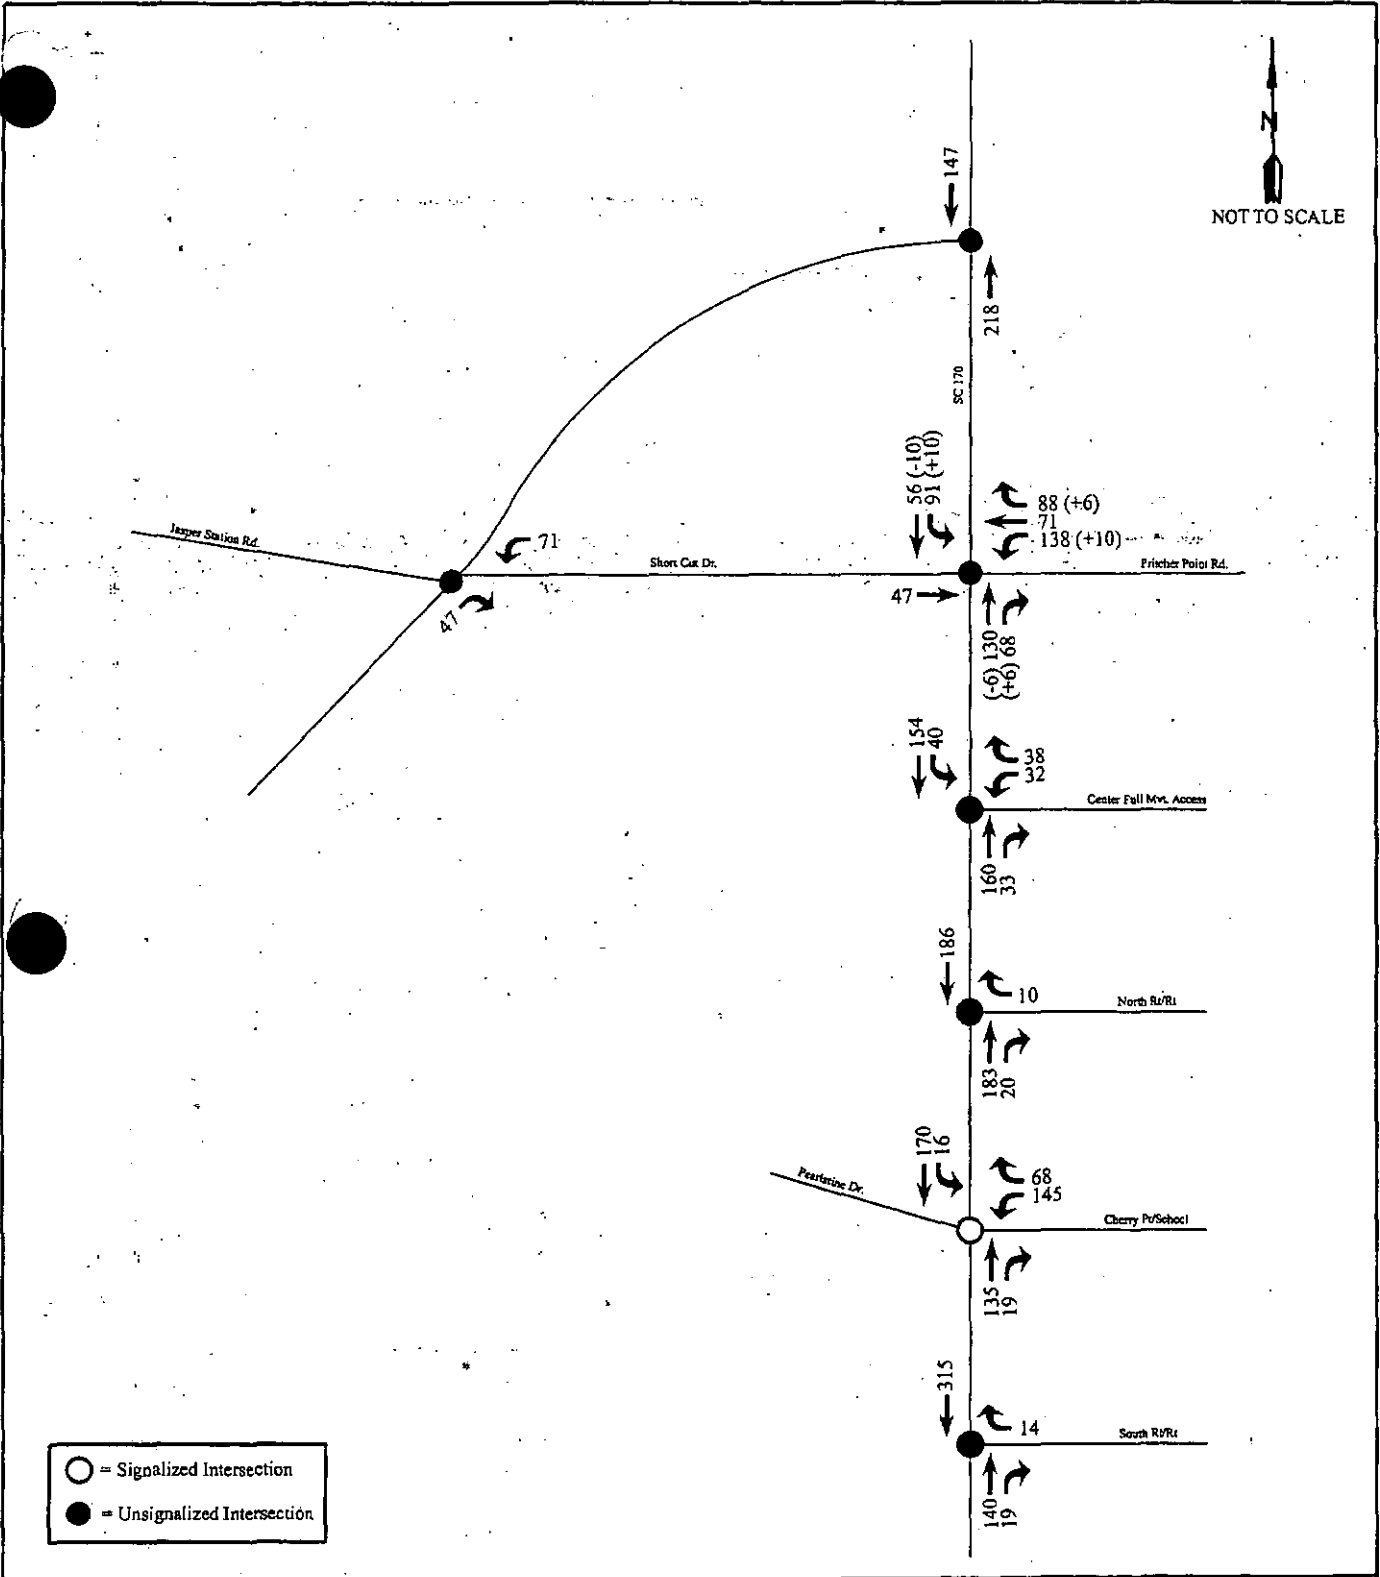 147
N
NOT TO SCALE
218
SC 170
56 (-10)
91 (+10)
88 (+6)
71
138 (+10)
Jasper Station Rd.
71
Short Cut Dr.
Pritcher Point Rd.
47
47
(-6) 130
(+6) 68
154
40
38
32
Center Full Mvt. Access
160
33
186
10
North Rt/Rt
183
20
170
16
68
145
Pearlstine Dr.
Cherry Pt/School
135
19
315
14
South Rt/Rt
140
19
= Signalized Intersection
= Unsignalized Intersection